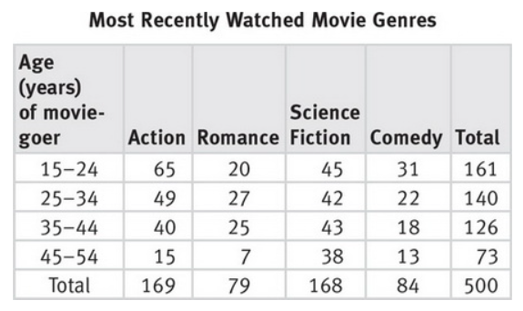 Most Recently Watched Movie Genres
Age
(years)
of movie-
goer Action Romance Science Fiction Comedy Total
15–24 65 20 45 31 161
25–34 49 27 42 22 140
35–44 40 25 43 18 126
45–54 15 7 38 13 73
Total 169 79 168 84 500